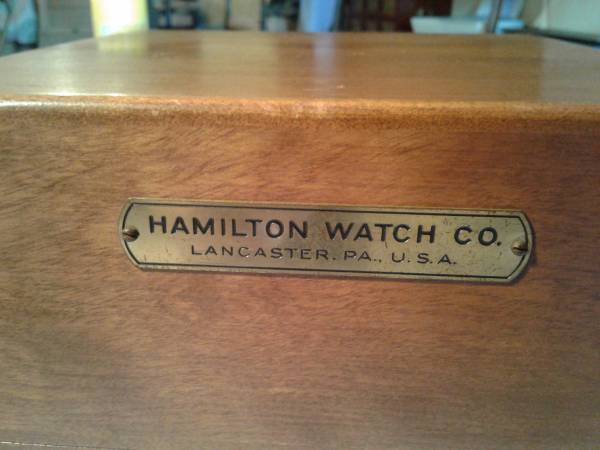 HAMILTON WATCH CO.
LANCASTER, PA., U.S.A.